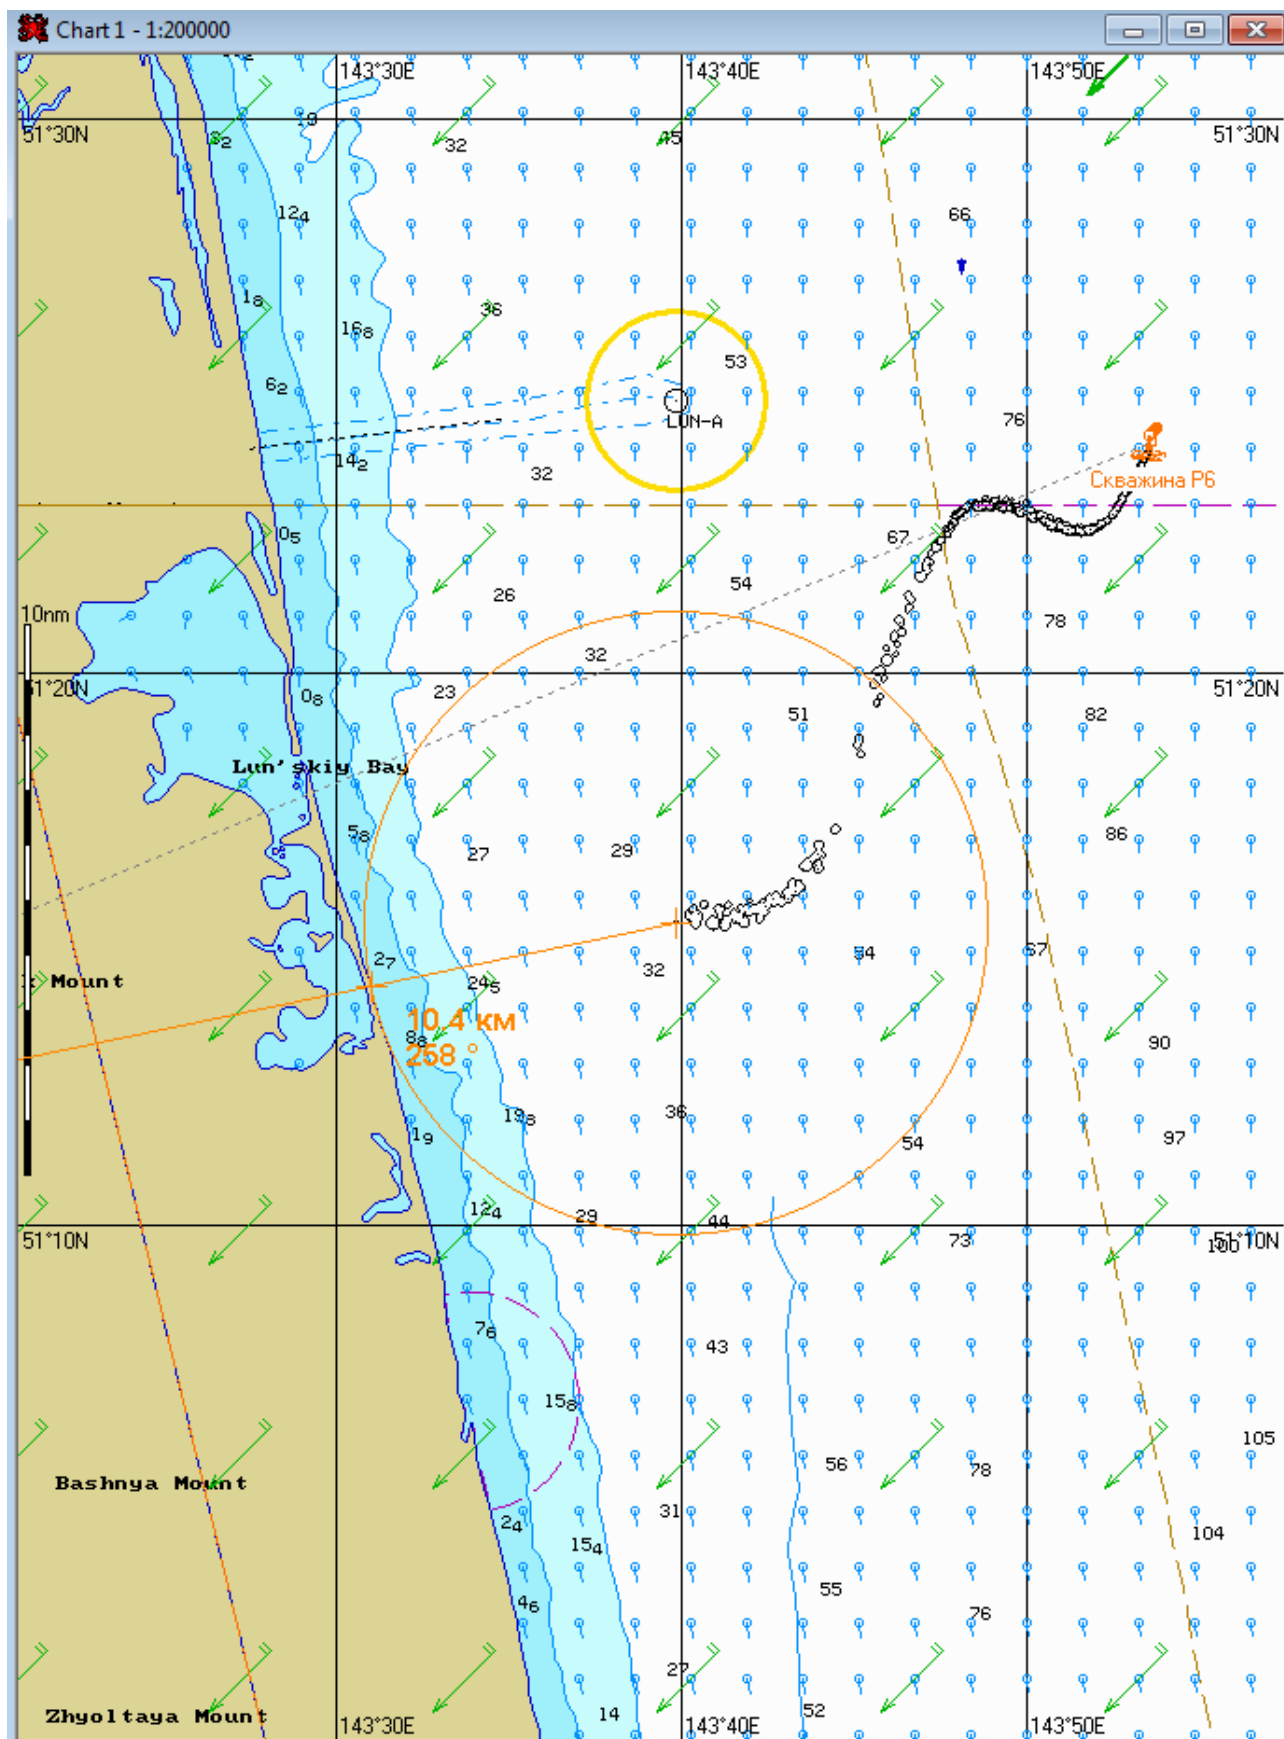 Chart 1 - 1:200000
143°30E 143°40E 143°50E
19
51°30N 8₂ 32 45 51°30N
12₄ 66
1₈ 36
16₈ 53
6₂
LUN-A 76
14₂ 32 Скважина Р6
0₅ 67
26 54
10nm 78
32
51°20N 0₈ 23 51°20N
51 82
Lun'skiy Bay
5₈ 27 29 86
2₇ 32 54 67
x Mount 24₅
10,4 км
8₈ 90
258 °
1₉ 19₈ 36 54 97
12₄ 29 44
51°10N 73 100 51°10N
7₆ 43
15₈
56 78 105
Bashnya Mount
2₄ 31 104
15₄
4₆ 55 76
27
Zhyoltaya Mount 14 52
143°30E 143°40E 143°50E